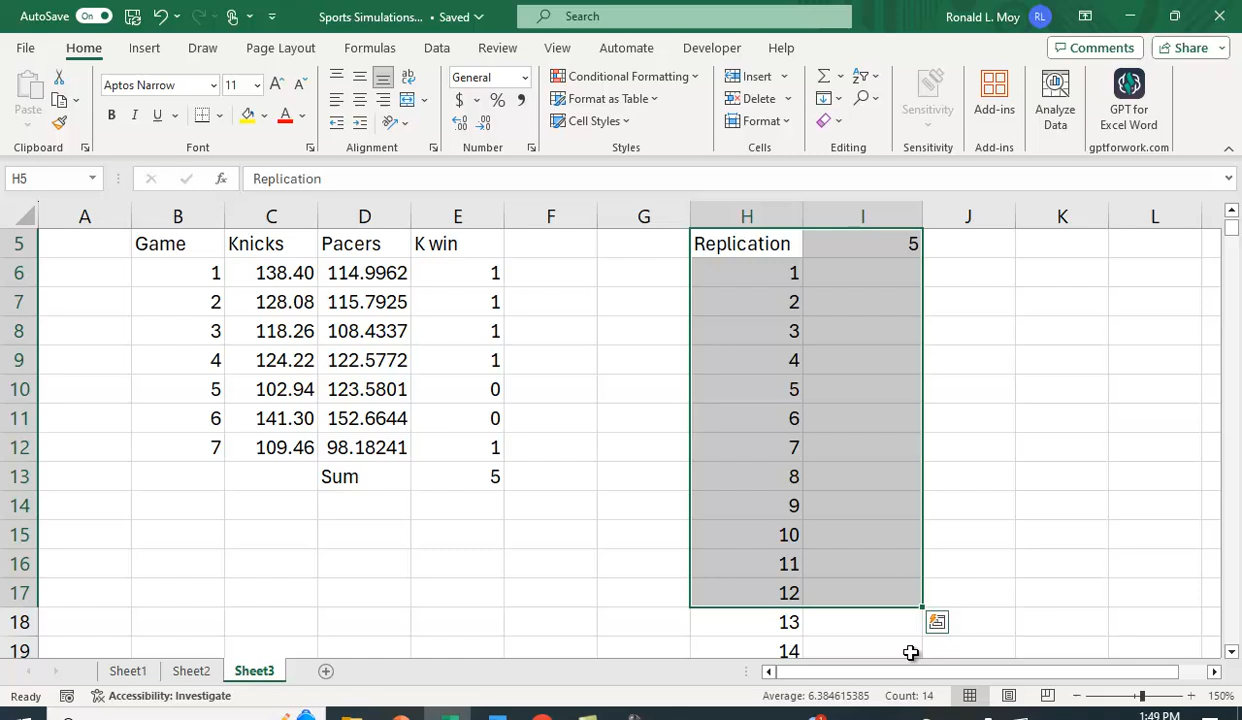 AutoSave On Sports Simulations... • Saved Search Ronald L. Moy RL
File Home Insert Draw Page Layout Formulas Data Review View Automate Developer Help Comments Share
Paste Aptos Narrow 11 A A ab General Conditional Formatting Insert Sensitivity Add-ins Analyze Data GPT for Excel Word
B I U A $ % 9 Format as Table Delete
Cell Styles Format
Clipboard Font Alignment Number Styles Cells Editing Sensitivity Add-ins gptforwork.com
H5 fx Replication
A B C D E F G H I J K L
5 Game Knicks Pacers K win Replication 5
6 1 138.40 114.9962 1 1
7 2 128.08 115.7925 1 2
8 3 118.26 108.4337 1 3
9 4 124.22 122.5772 1 4
10 5 102.94 123.5801 0 5
11 6 141.30 152.6644 0 6
12 7 109.46 98.18241 1 7
13 Sum 5 8
14 9
15 10
16 11
17 12
18 13
19 14
Sheet1 Sheet2 Sheet3
Ready Accessibility: Investigate Average: 6.384615385 Count: 14 150%
1:49 PM